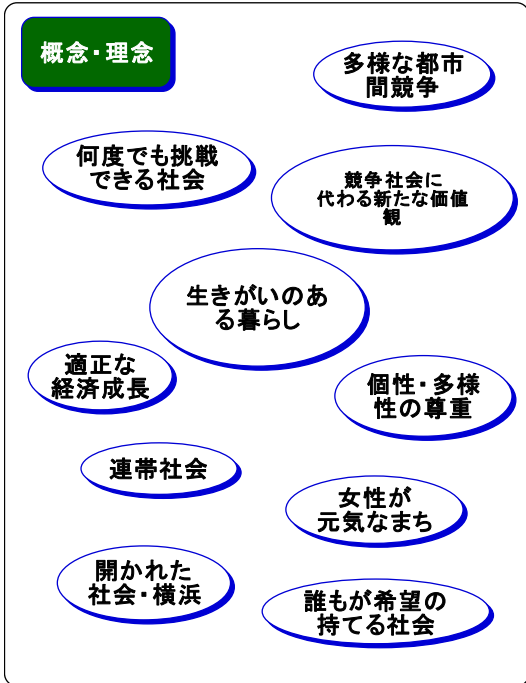 概念・理念
多様な都市
間競争
何度でも挑戦
できる社会
競争社会に
代わる新たな価値
観
生きがいのあ
る暮らし
適正な
経済成長
個性・多様
性の尊重
連帯社会
女性が
元気なまち
開かれた
社会・横浜
誰もが希望の
持てる社会